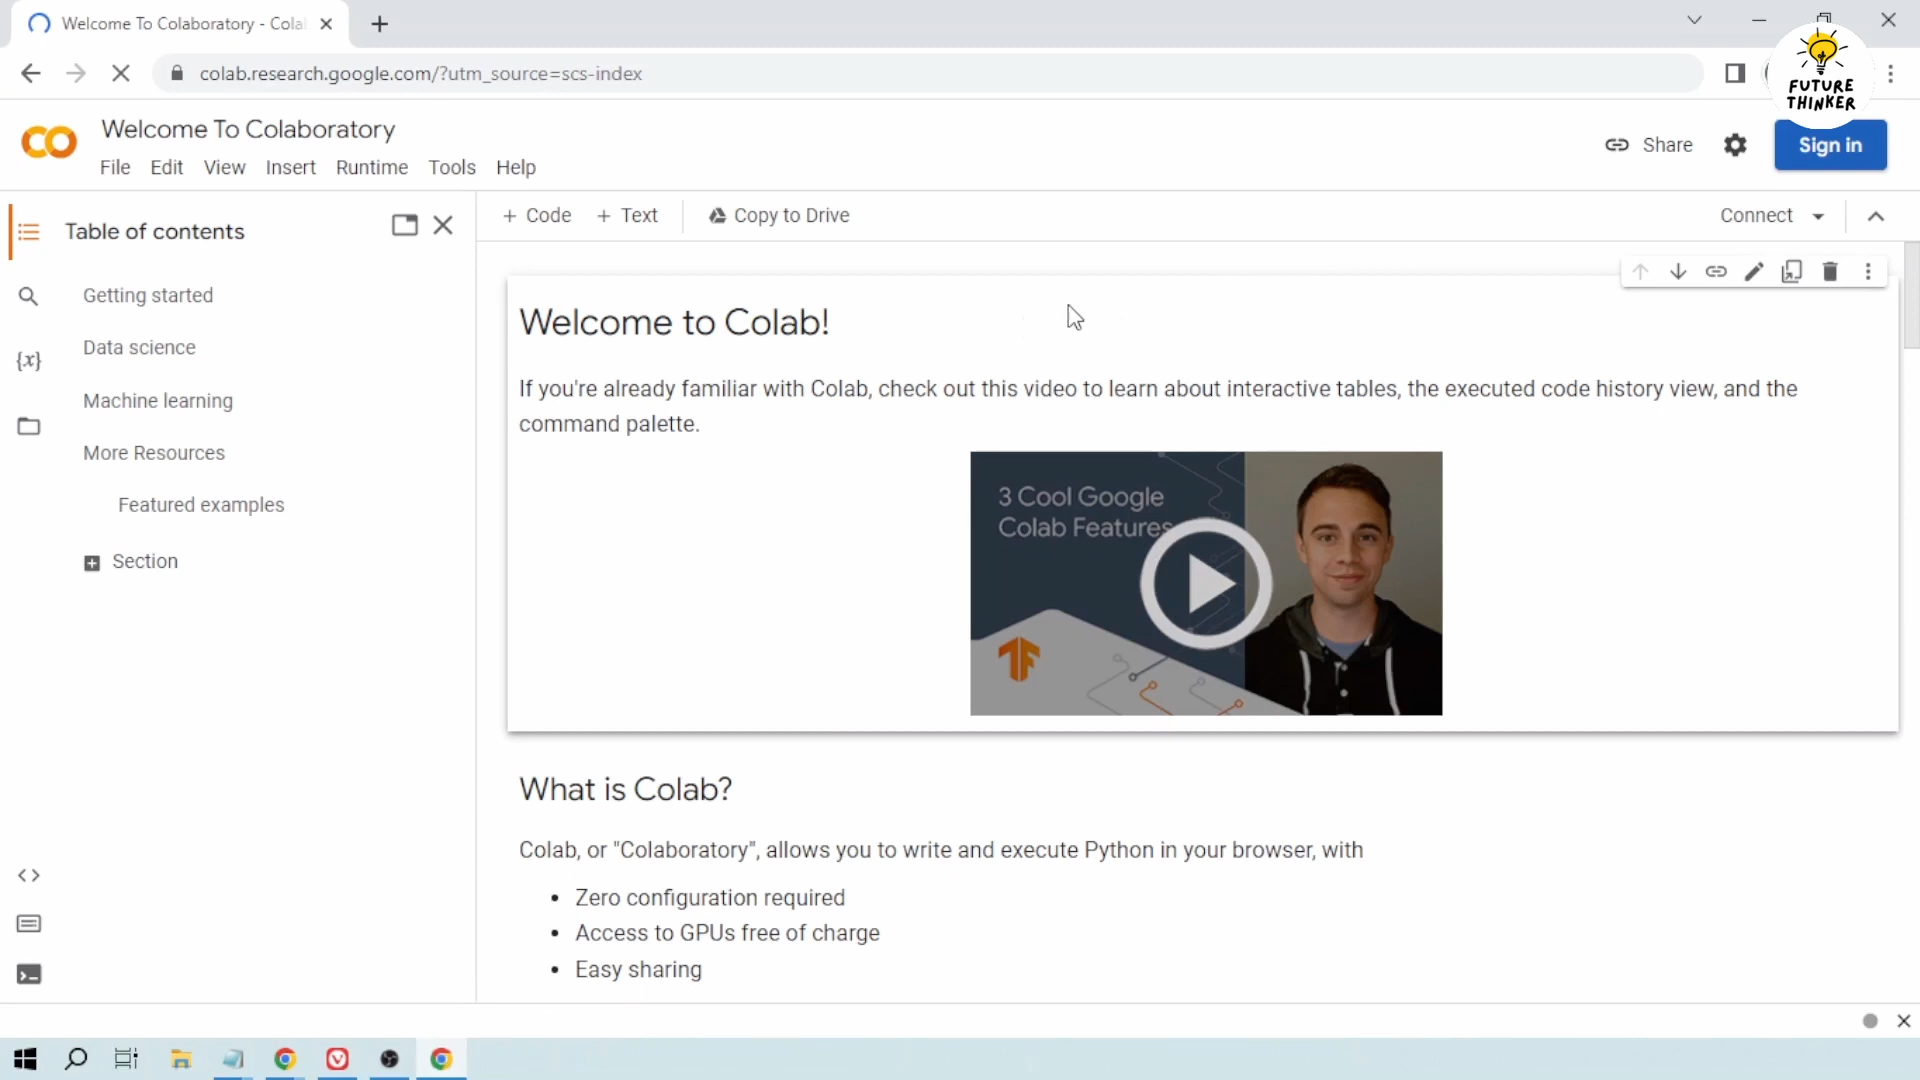 Welcome To Colaboratory - Cola
colab.research.google.com/?utm_source=scs-index
FUTURE
THINKER
Welcome To Colaboratory
File Edit View Insert Runtime Tools Help
Share
Sign in
Table of contents
Getting started
Data science
Machine learning
More Resources
Featured examples
Section
+ Code + Text Copy to Drive
Connect
Welcome to Colab!
If you're already familiar with Colab, check out this video to learn about interactive tables, the executed code history view, and the
command palette.
3 Cool Google
Colab Features
What is Colab?
Colab, or "Colaboratory", allows you to write and execute Python in your browser, with
• Zero configuration required
• Access to GPUs free of charge
• Easy sharing